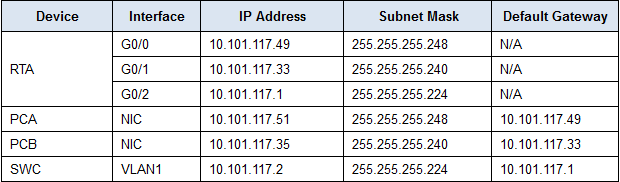 Device Interface IP Address Subnet Mask Default Gateway
RTA G0/0 10.101.117.49 255.255.255.248 N/A
G0/1 10.101.117.33 255.255.255.240 N/A
G0/2 10.101.117.1 255.255.255.224 N/A
PCA NIC 10.101.117.51 255.255.255.248 10.101.117.49
PCB NIC 10.101.117.35 255.255.255.240 10.101.117.33
SWC VLAN1 10.101.117.2 255.255.255.224 10.101.117.1